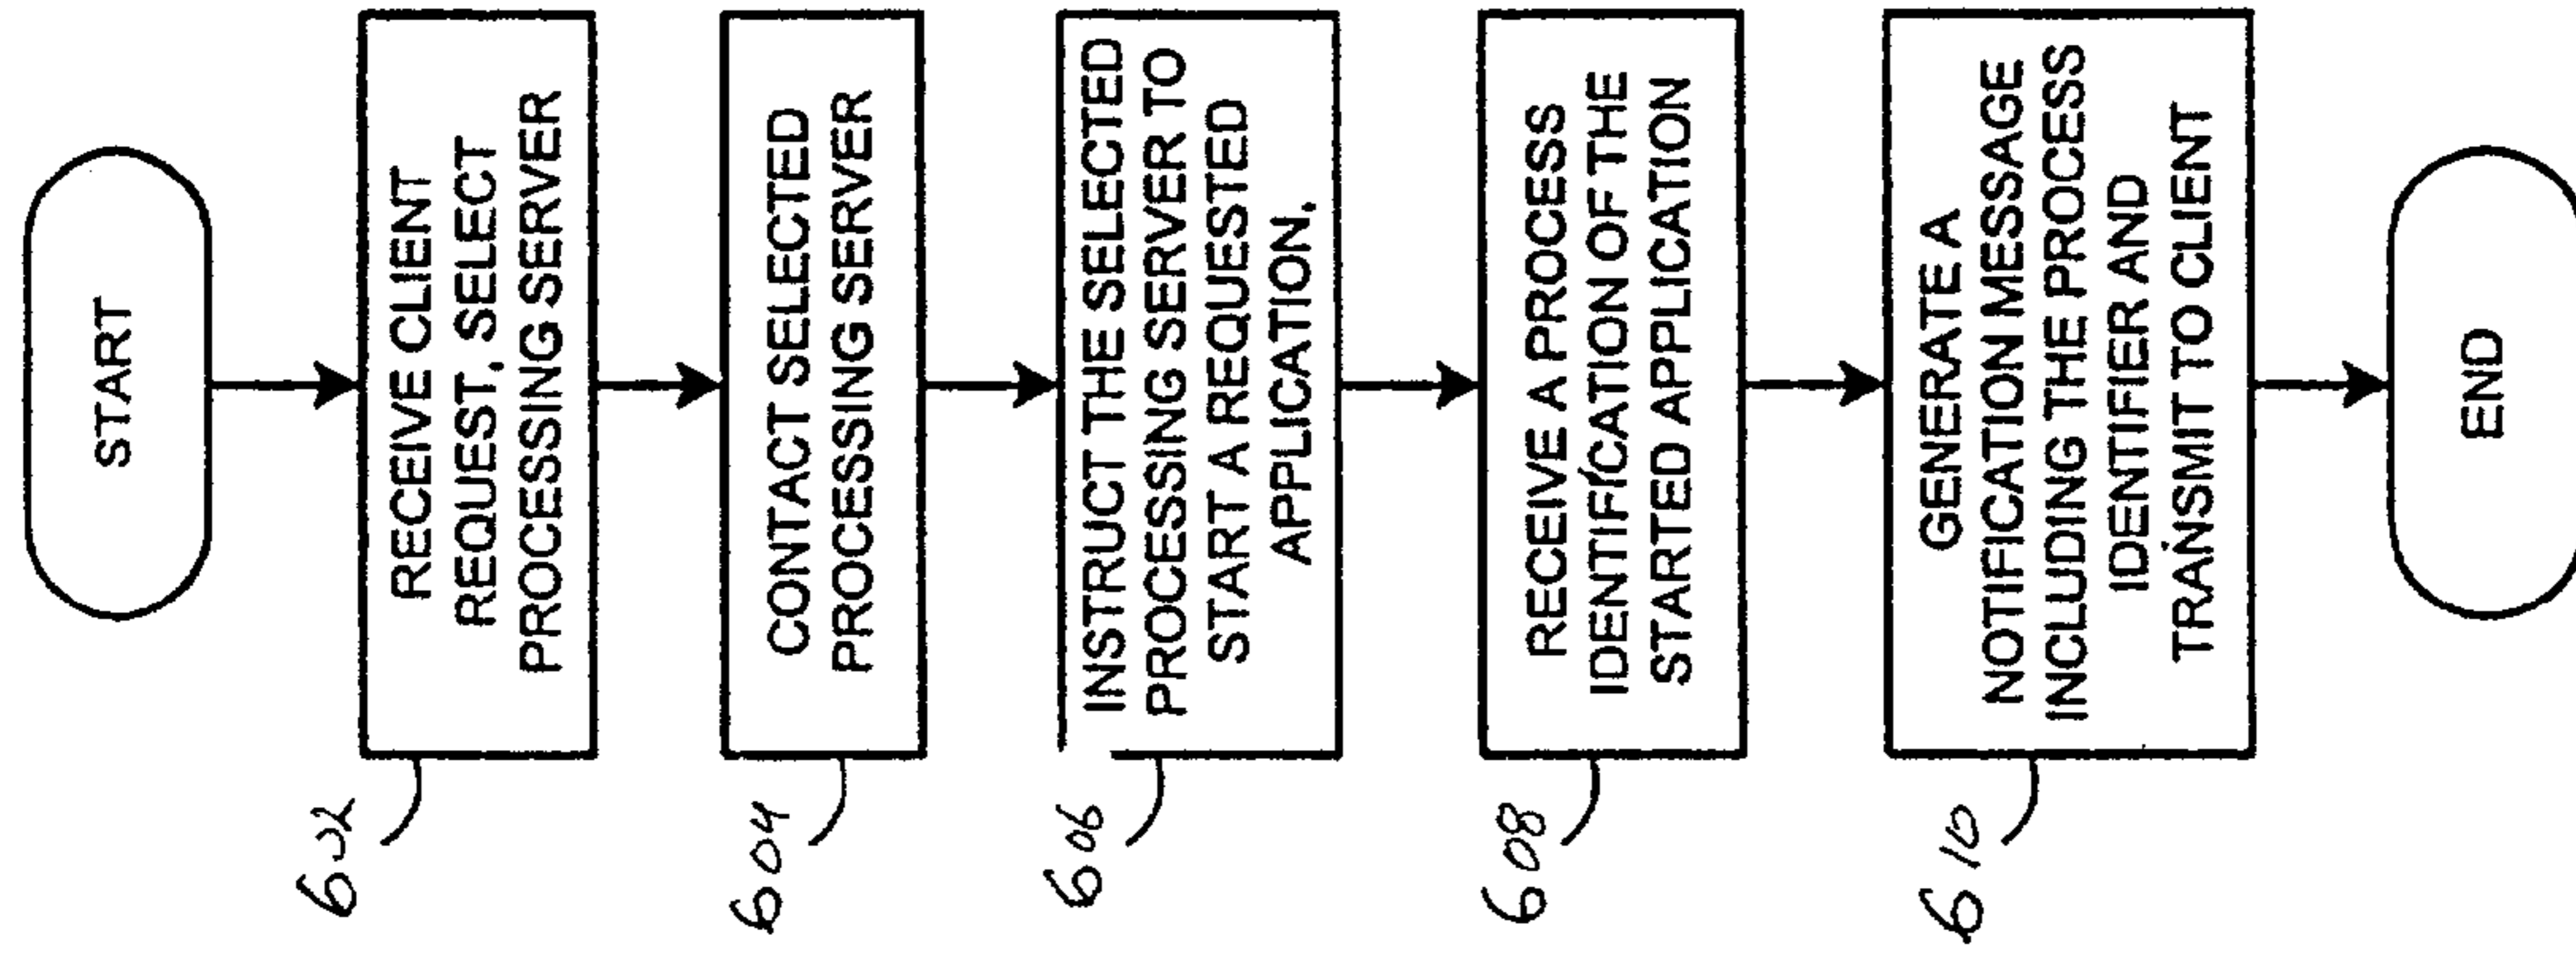 START
602
RECEIVE CLIENT
REQUEST, SELECT
PROCESSING SERVER
604
CONTACT SELECTED
PROCESSING SERVER
606
INSTRUCT THE SELECTED
PROCESSING SERVER TO
START A REQUESTED
APPLICATION,
608
RECEIVE A PROCESS
IDENTIFICATION OF THE
STARTED APPLICATION
610
GENERATE A
NOTIFICATION MESSAGE
INCLUDING THE PROCESS
IDENTIFIER AND
TRANSMIT TO CLIENT
END